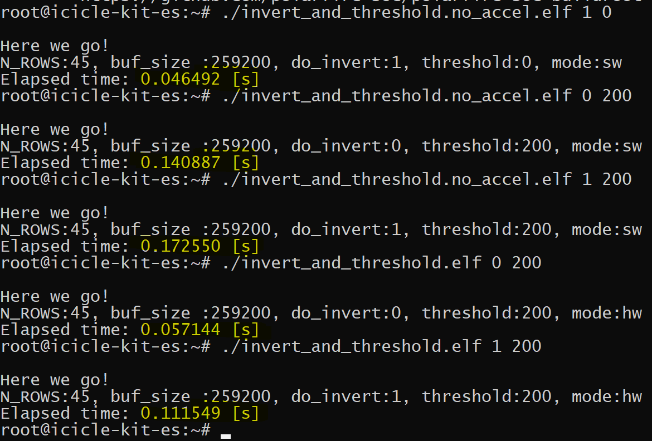 root@icicle-kit-es:~# ./invert_and_threshold.no_accel.elf 1 0
Here we go!
N_ROWS:45, buf_size :259200, do_invert:1, threshold:0, mode:sw
Elapsed time: 0.046492 [s]
root@icicle-kit-es:~# ./invert_and_threshold.no_accel.elf 0 200
Here we go!
N_ROWS:45, buf_size :259200, do_invert:0, threshold:200, mode:sw
Elapsed time: 0.140887 [s]
root@icicle-kit-es:~# ./invert_and_threshold.no_accel.elf 1 200
Here we go!
N_ROWS:45, buf_size :259200, do_invert:1, threshold:200, mode:sw
Elapsed time: 0.172550 [s]
root@icicle-kit-es:~# ./invert_and_threshold.elf 0 200
Here we go!
N_ROWS:45, buf_size :259200, do_invert:0, threshold:200, mode:hw
Elapsed time: 0.057144 [s]
root@icicle-kit-es:~# ./invert_and_threshold.elf 1 200
Here we go!
N_ROWS:45, buf_size :259200, do_invert:1, threshold:200, mode:hw
Elapsed time: 0.111549 [s]
root@icicle-kit-es:~#